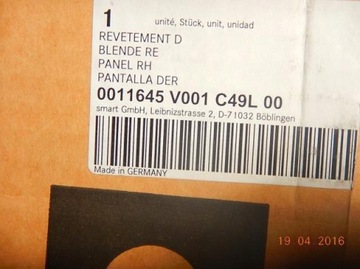 1 unité, Stück, unit, unidad
REVETEMENT D
BLENDE RE
PANEL RH
PANTALLA DER
0011645 V001 C49L 00
smart GmbH, Leibnizstrasse 2, D-71032 Böblingen
Made in GERMANY
19 04 2016